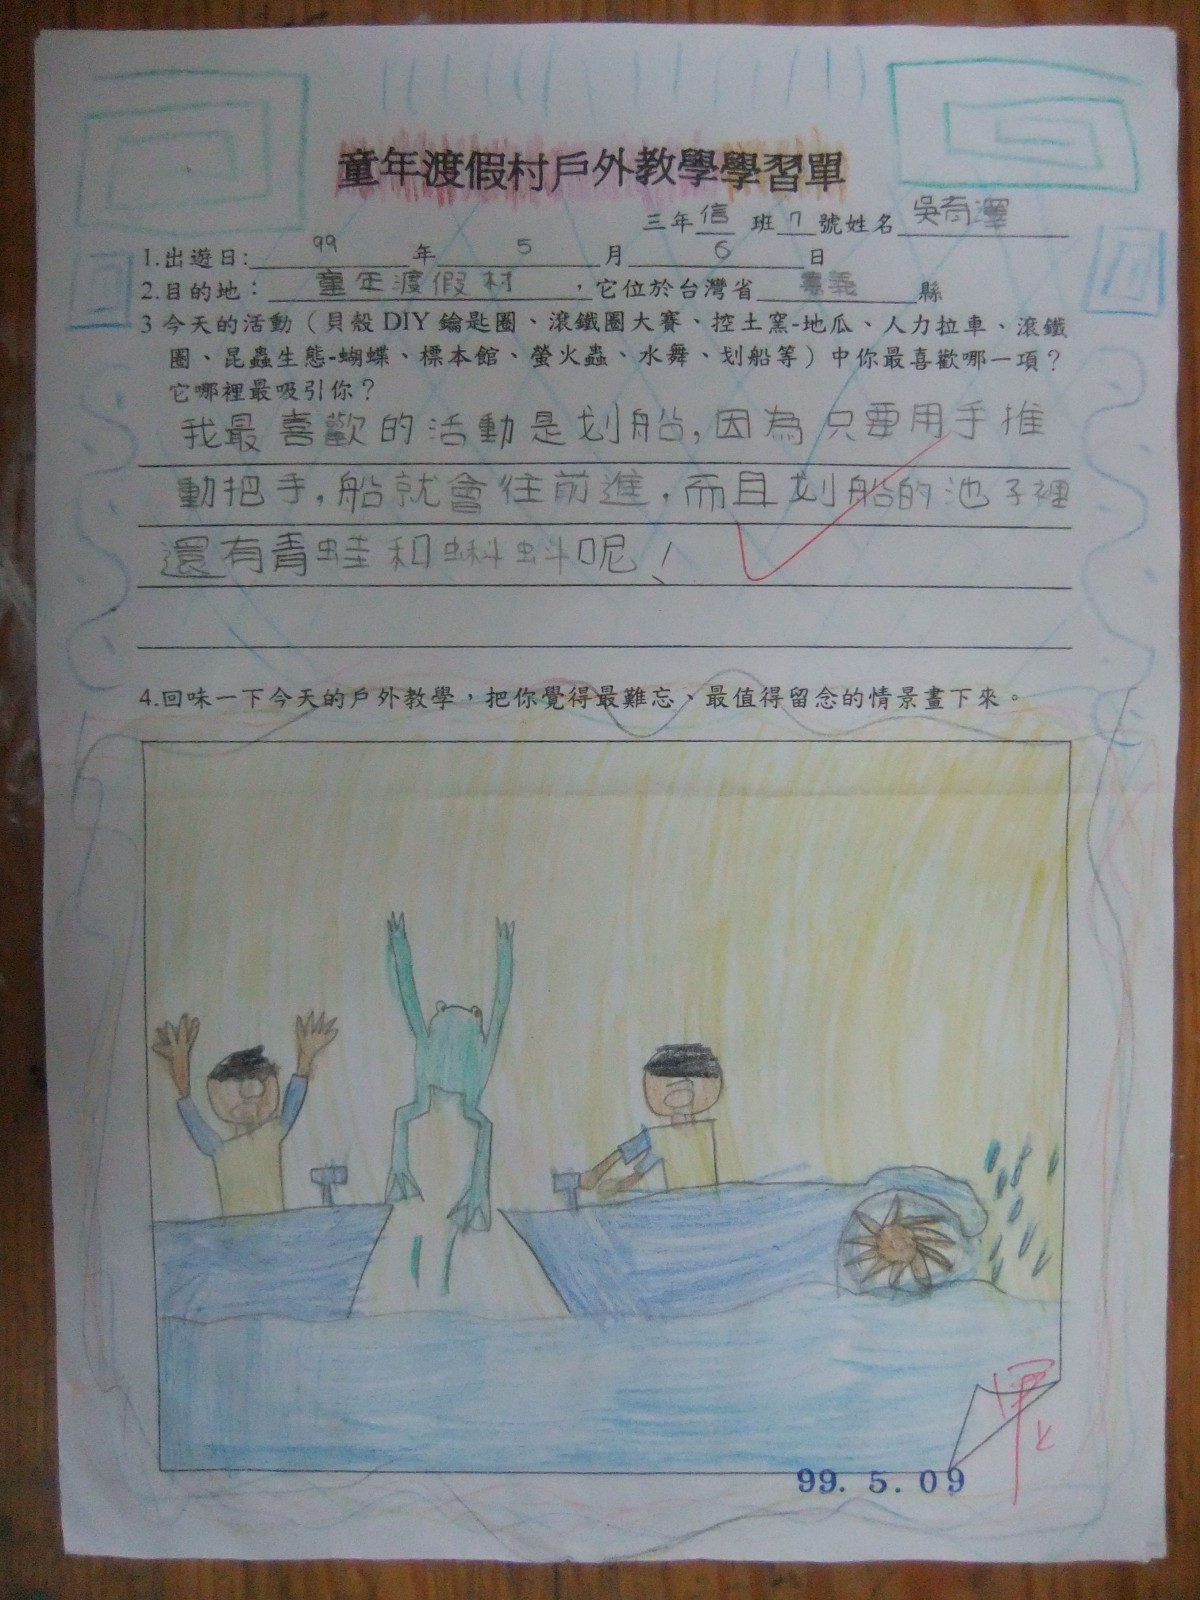 童年渡假村戶外教學學習單
三年信班7號姓名吳奇澤
1.出遊日:99年5月6日
2.目的地：童年渡假村，它位於台灣省嘉義縣
3 今天的活動（貝殼 DIY 鑰匙圈、滾鐵圈大賽、控土窯-地瓜、人力拉車、滾鐵
圈、昆蟲生態-蝴蝶、標本館、螢火蟲、水舞、划船等）中你最喜歡哪一項？
它哪裡最吸引你？
我最喜歡的活動是划船,因為只要用手推
動把手,船就會往前進,而且划船的池子裡
還有青蛙和蝌蚪呢!
4.回味一下今天的戶外教學，把你覺得最難忘、最值得留念的情景畫下來。
99. 5. 09